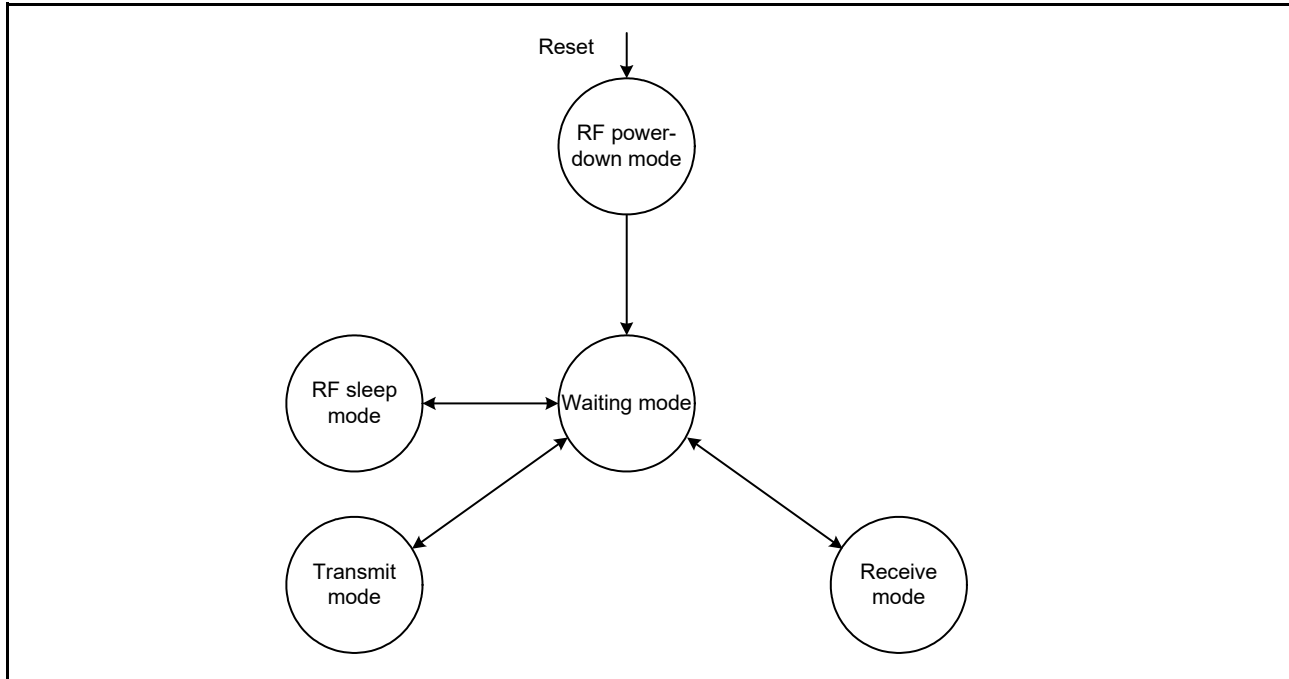 Reset
RF power-
down mode
RF sleep
mode
Waiting mode
Transmit
mode
Receive
mode